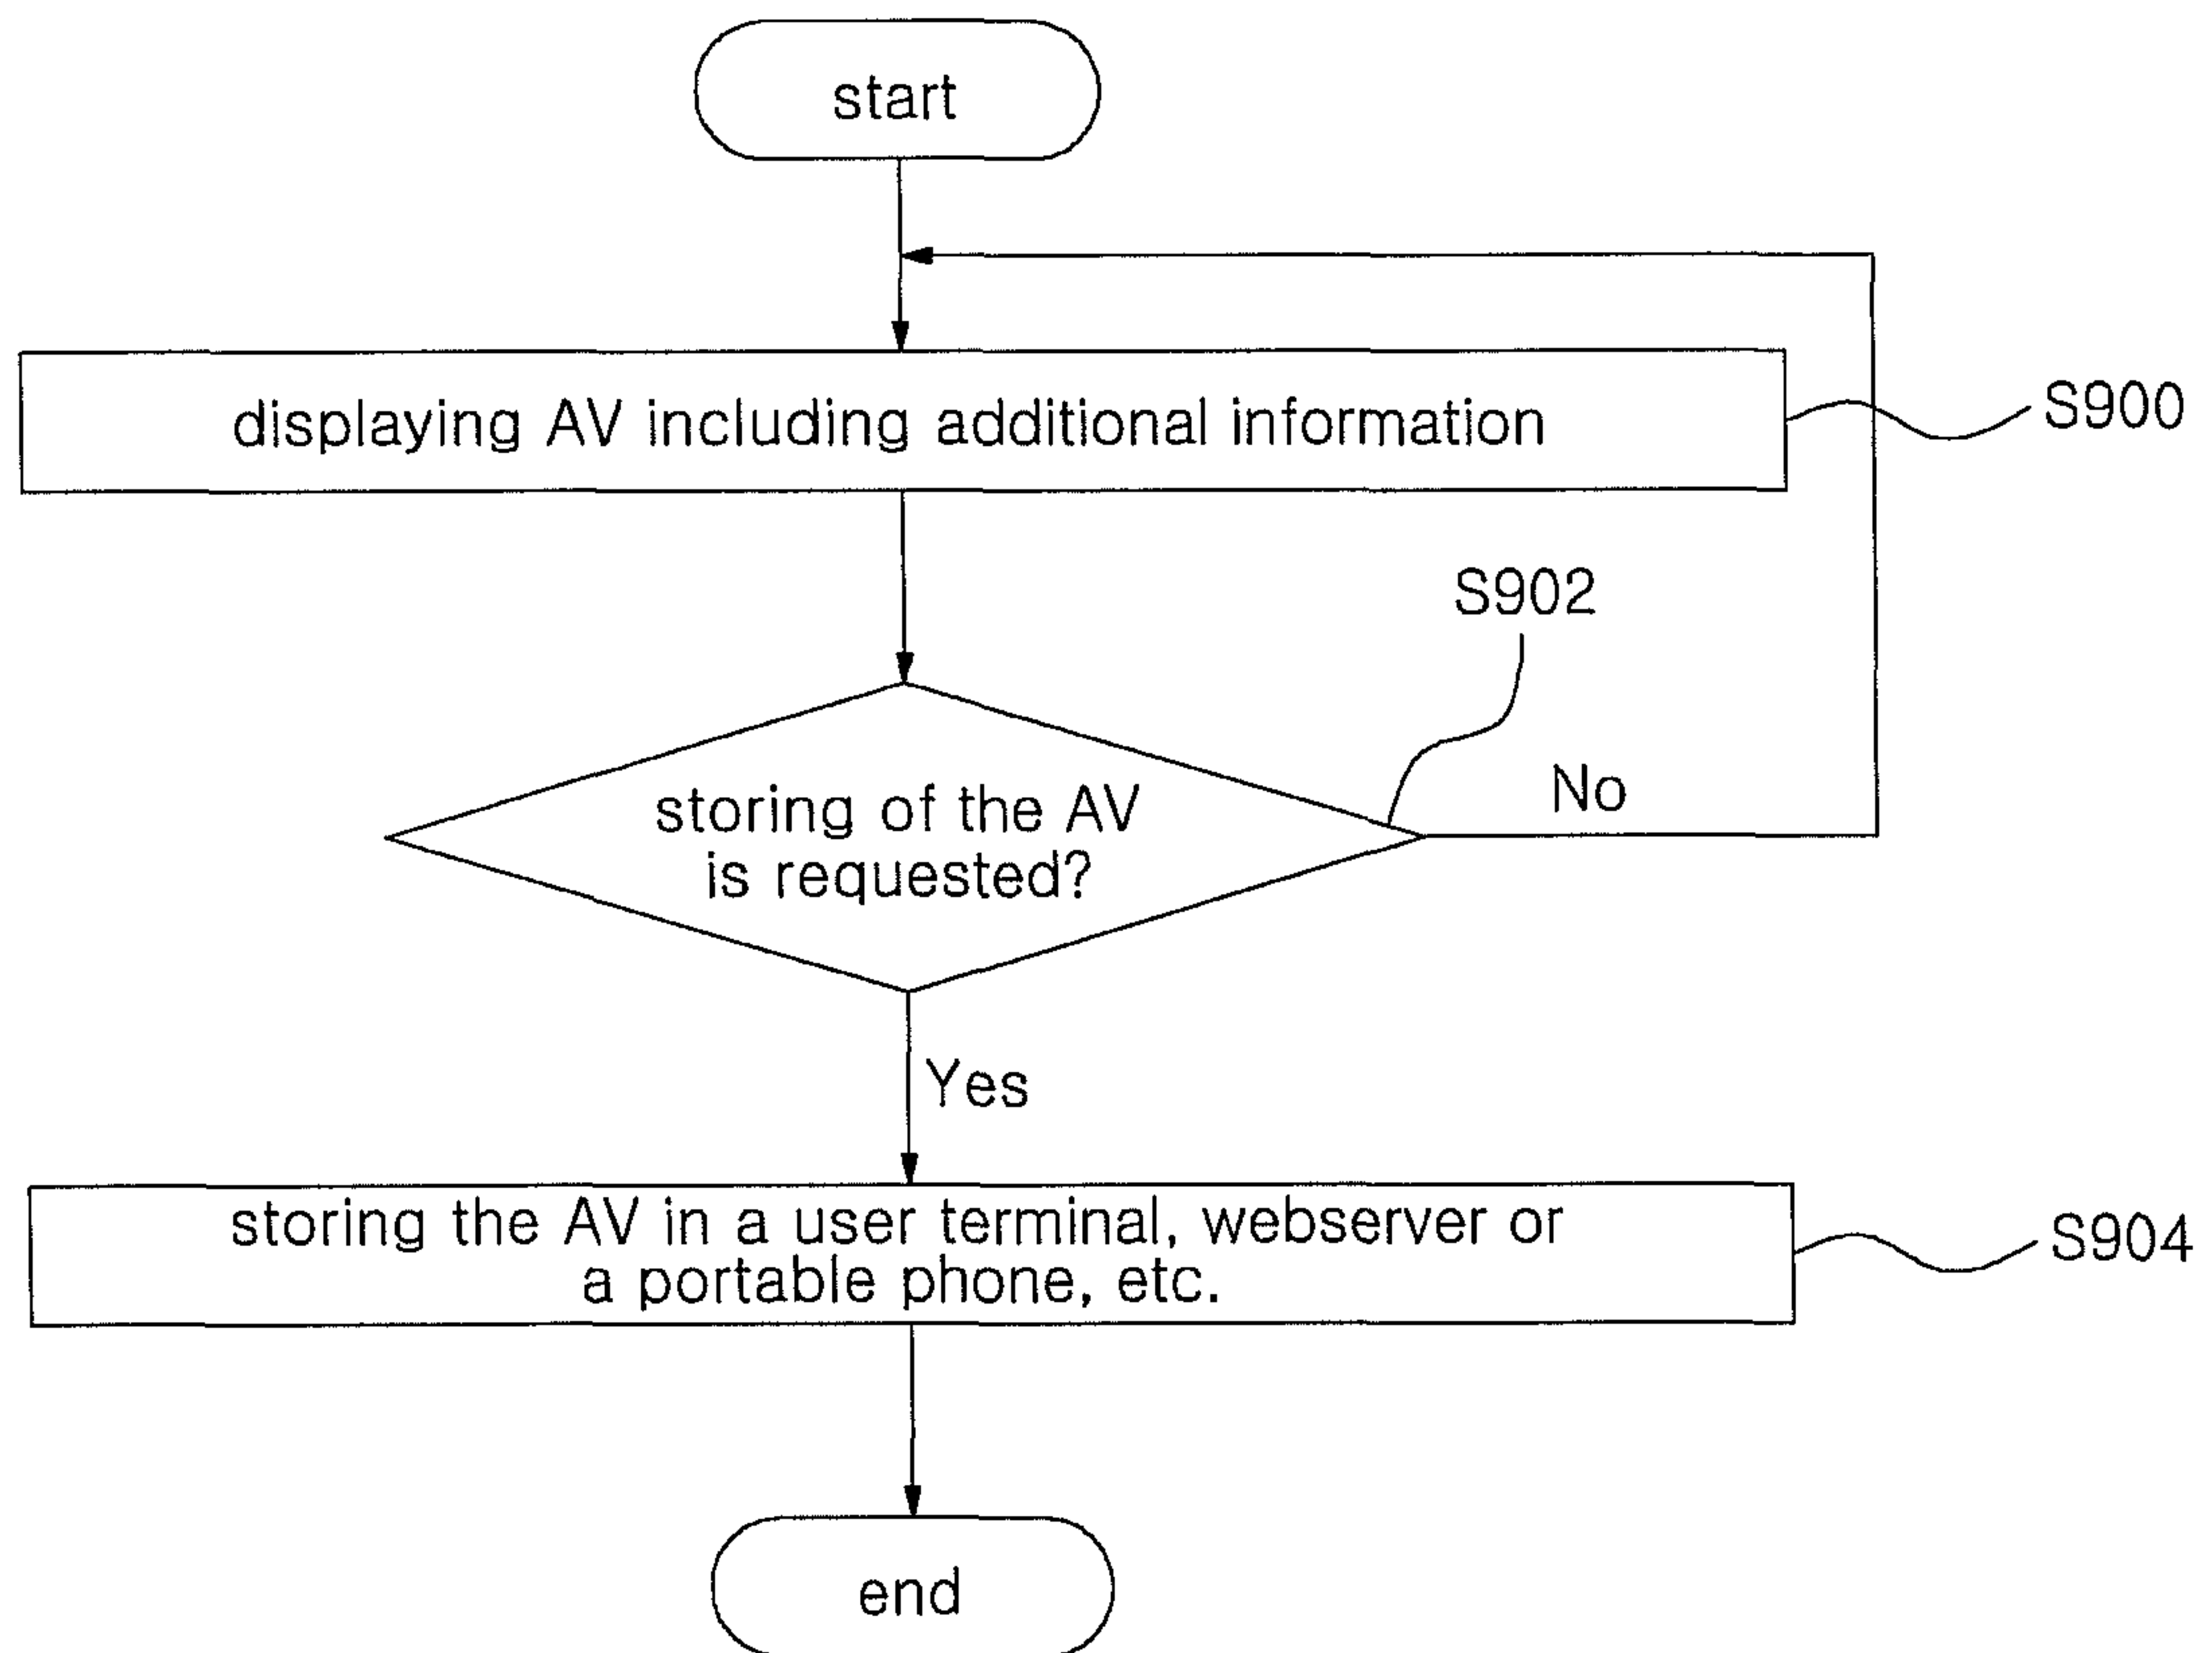 start
displaying AV including additional information
S900
S902
storing of the AV
is requested?
No
Yes
storing the AV in a user terminal, webserver or
a portable phone, etc.
S904
end